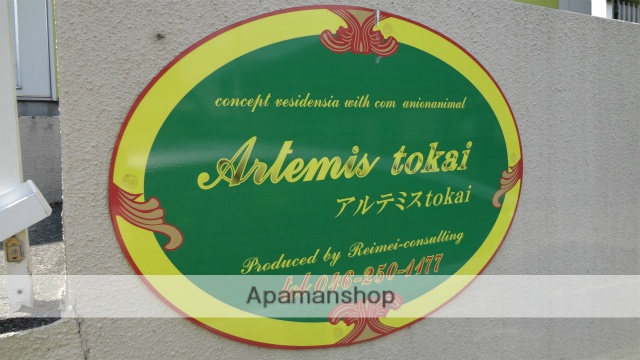 concept vesidensia with com anionanimal
Artemis tokai
アルテミスtokai
Produced by Reimei-consulting
tel 046-250-1177
Apamanshop